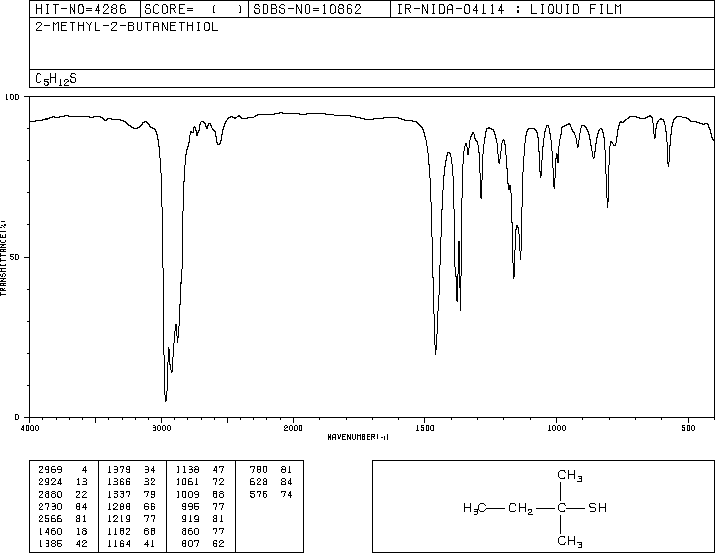 HIT-NO=4286 SCORE= ( ) SDBS-NO=10862 IR-NIDA-04114 : LIQUID FILM
2-METHYL-2-BUTANETHIOL
C5H12S
100
50
0
TRANSMITTANCE(%)
4000 3000 2000 1500 1000 500
WAVENUMBER(-1)
2969 4 1379 34 1138 47 780 81
2924 13 1366 32 1061 72 628 84
2880 22 1337 79 1009 68 576 74
2730 84 1288 66 995 77
2566 81 1219 77 919 81
1460 18 1182 68 860 77
1385 42 1164 41 807 62
CH3
H3C CH2 C SH
CH3